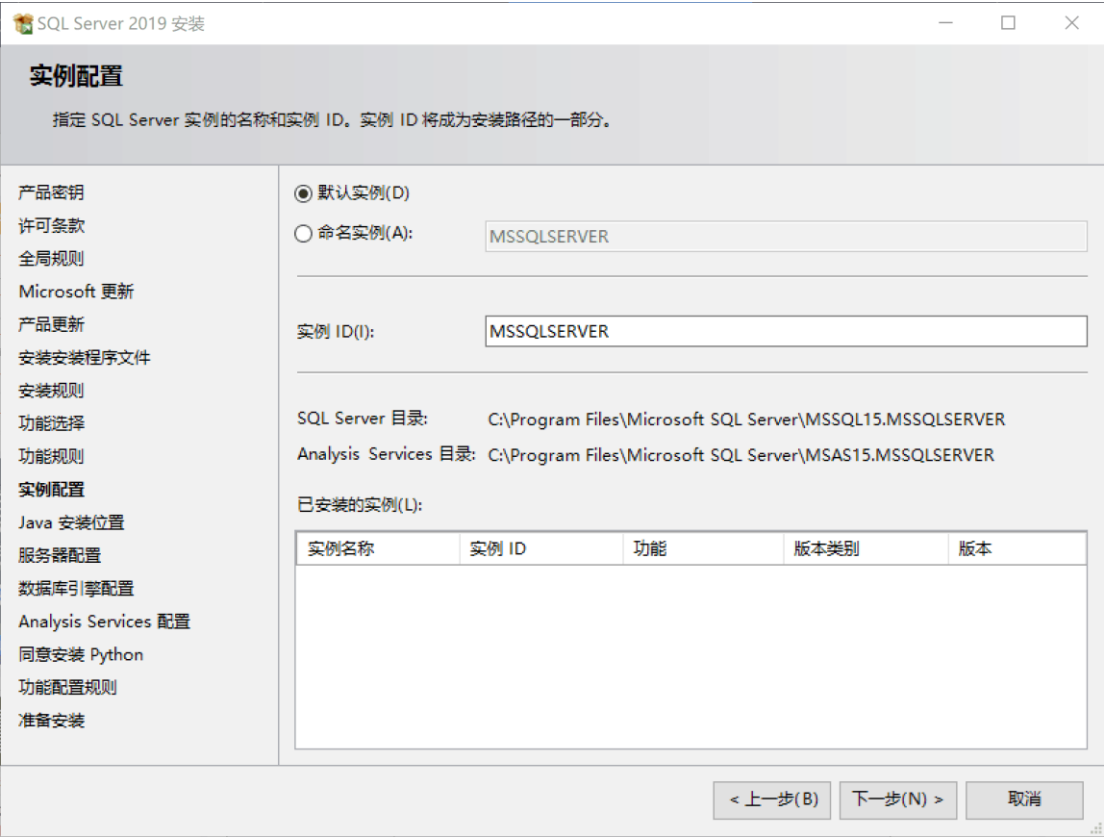 SQL Server 2019 安装
实例配置
指定 SQL Server 实例的名称和实例 ID。实例 ID 将成为安装路径的一部分。
产品密钥
许可条款
全局规则
Microsoft 更新
产品更新
安装安装程序文件
安装规则
功能选择
功能规则
实例配置
Java 安装位置
服务器配置
数据库引擎配置
Analysis Services 配置
同意安装 Python
功能配置规则
准备安装
默认实例(D)
命名实例(A): MSSQLSERVER
实例 ID(I): MSSQLSERVER
SQL Server 目录: C:\Program Files\Microsoft SQL Server\MSSQL15.MSSQLSERVER
Analysis Services 目录: C:\Program Files\Microsoft SQL Server\MSAS15.MSSQLSERVER
已安装的实例(L):
实例名称 实例 ID 功能 版本类别 版本
< 上一步(B) 下一步(N) > 取消